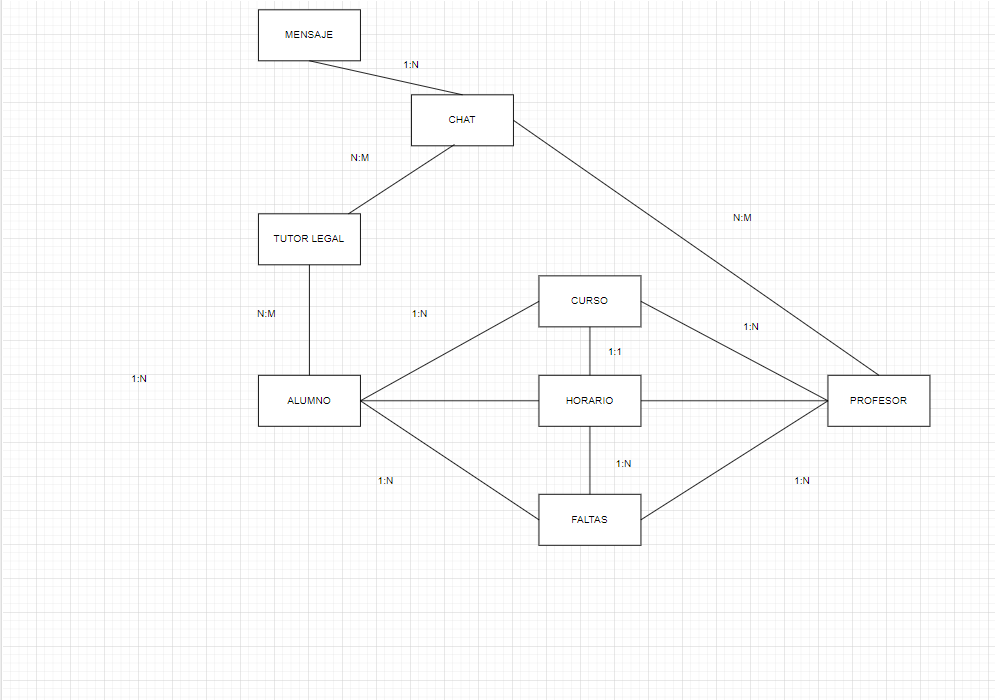 MENSAJE
1:N
CHAT
N:M
N:M
TUTOR LEGAL
CURSO
N:M
1:N
1:N
1:1
1:N
ALUMNO
HORARIO
PROFESOR
1:N
1:N
1:N
FALTAS